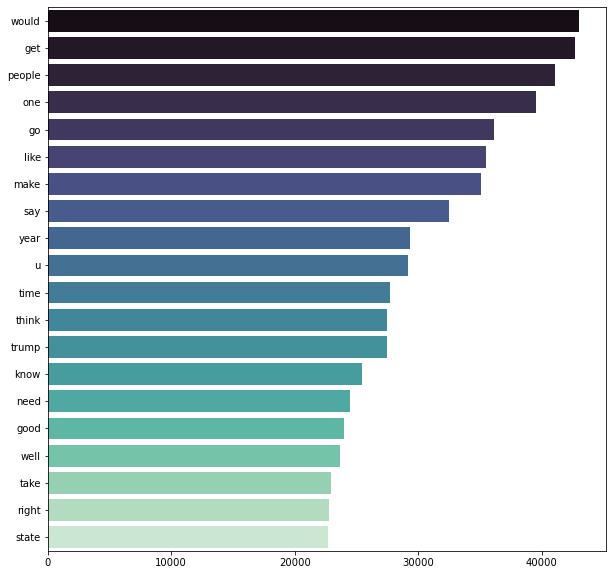 would
get
people
one
go
like
make
say
year
u
time
think
trump
know
need
good
well
take
right
state
0 10000 20000 30000 40000